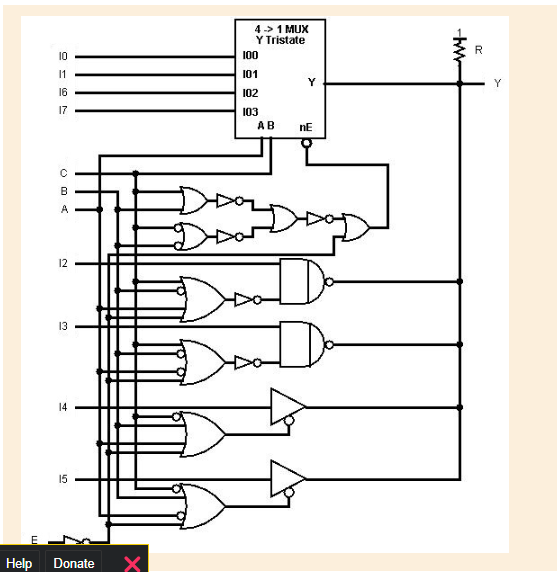 4 -> 1 MUX
Y Tristate
I0
I1
I6
I7
I00
I01
I02
I03
Y
A B
nE
1
R
Y
C
B
A
I2
I3
I4
I5
E
Help
Donate